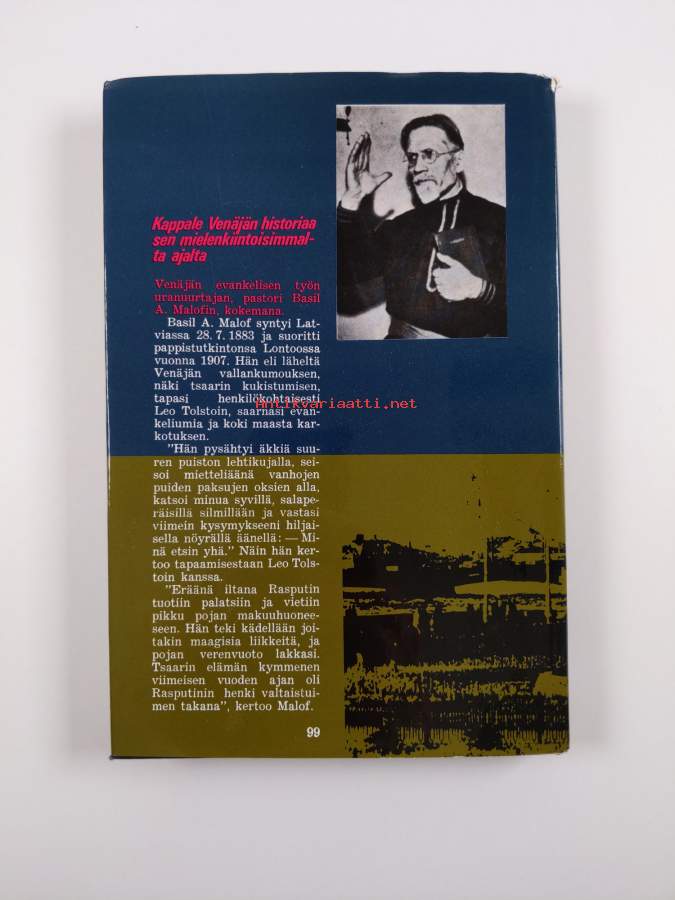 Kappale Venäjän historiaa
sen mielenkiintoisimmal-
ta ajalta
Venäjän evankelisen työn
uranuurtajan, pastori Basil
A. Malofin, kokemana.
Basil A. Malof syntyi Lat-
viassa 28.7.1883 ja suoritti
pappistutkintonsa Lontoossa
vuonna 1907. Hän eli läheltä
Venäjän vallankumouksen,
näki tsaarin kukistumisen,
tapasi henkilökohtaisesti
Leo Tolstoin, saarnasi evan-
keliumia ja koki maasta kar-
kotuksen.
"Hän pysähtyi äkkiä suu-
ren puiston lehtikujalla, sei-
soi mietteliäänä vanhojen
puiden paksujen oksien alla,
katsoi minua syvillä, salape-
räisillä silmillään ja vastasi
viimein kysymykseeni hiljai-
sella nöyrällä äänellä: — Mi-
nä etsin yhä." Näin hän ker-
too tapaamisestaan Leo Tols-
toin kanssa.
"Eräänä iltana Rasputin
tuotiin palatsiin ja vietiin
pikku pojan makuuhuonee-
seen. Hän teki kädellään joi-
takin maagisia liikkeitä, ja
pojan verenvuoto lakkasi.
Tsaarin elämän kymmenen
viimeisen vuoden ajan oli
Rasputinin henki valtaistui-
men takana", kertoo Malof.
99
Antikvariaatti.net